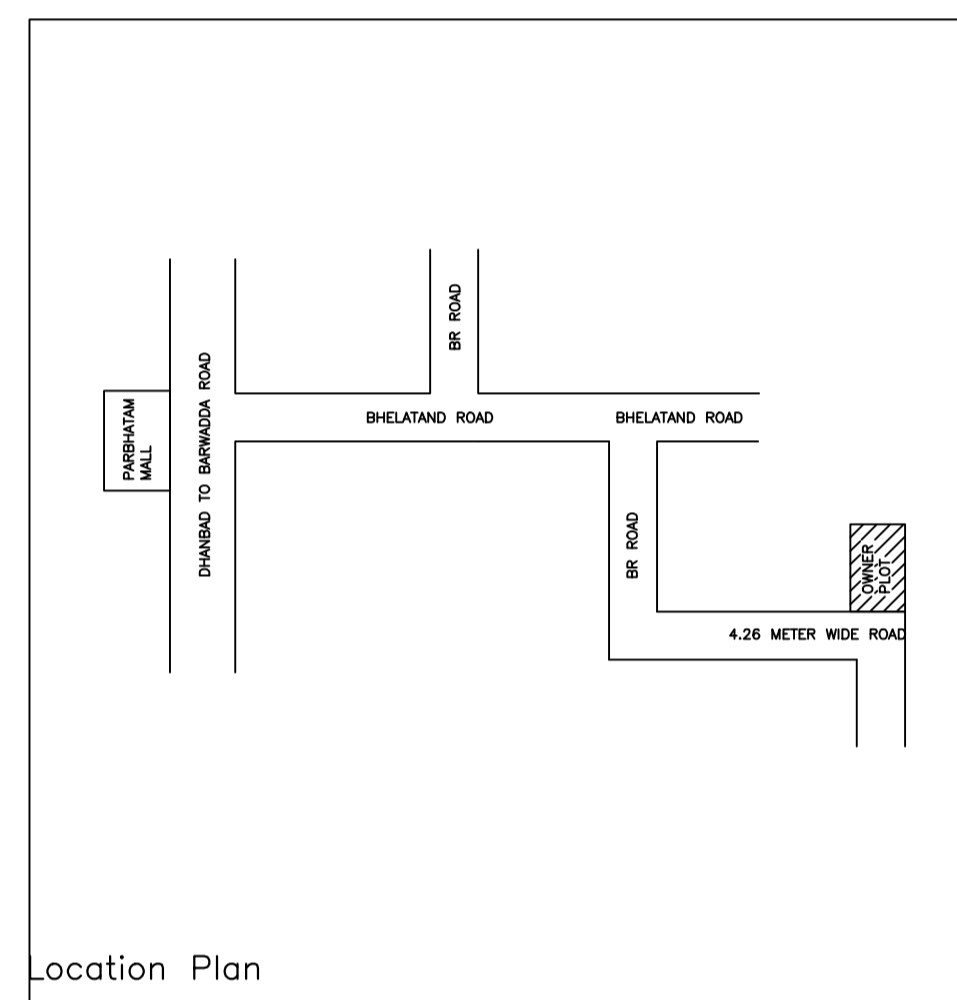 BR ROAD
DHANBAD TO BARWADDA ROAD
PARBHATAM
MALL
BHELATAND ROAD
BHELATAND ROAD
BR ROAD
OWNER
PLOT
4.26 METER WIDE ROAD
Location Plan